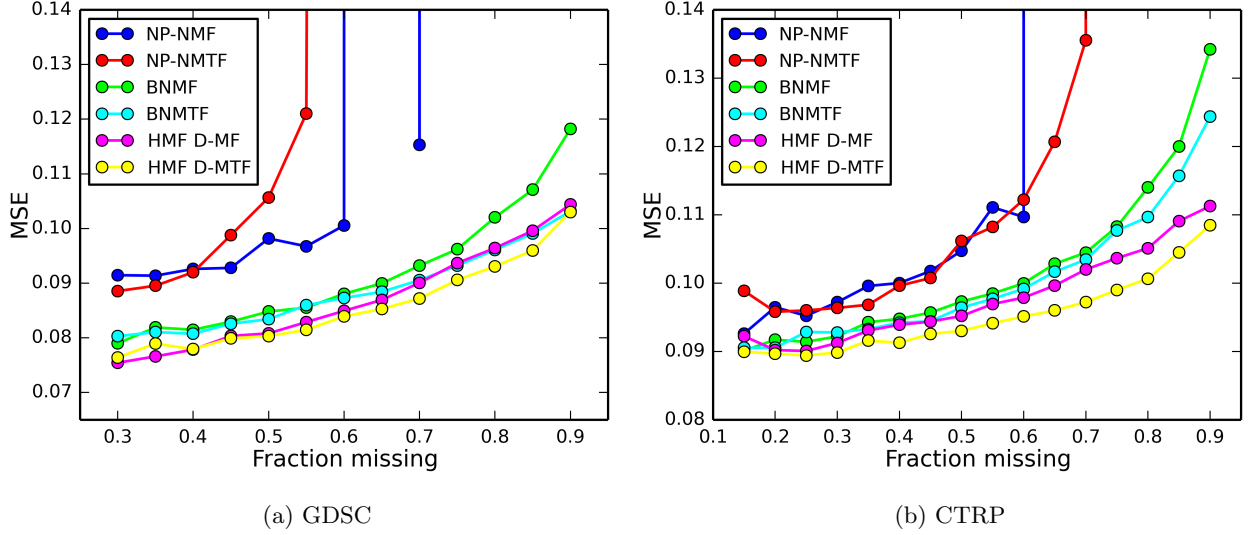 0.14
0.13
0.12
0.11
0.10
0.09
0.08
0.07
MSE
NP-NMF
NP-NMTF
BNMF
BNMTF
HMF D-MF
HMF D-MTF
0.3 0.4 0.5 0.6 0.7 0.8 0.9
Fraction missing
(a) GDSC
0.14
0.13
0.12
0.11
0.10
0.09
0.08
MSE
NP-NMF
NP-NMTF
BNMF
BNMTF
HMF D-MF
HMF D-MTF
0.1 0.2 0.3 0.4 0.5 0.6 0.7 0.8 0.9
Fraction missing
(b) CTRP